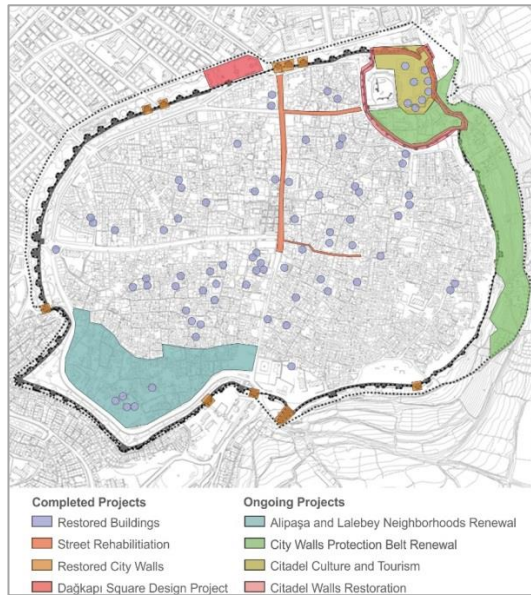 Completed Projects
Restored Buildings
Street Rehabilitiation
Restored City Walls
Dağkapı Square Design Project
Ongoing Projects
Alipaşa and Lalebey Neighborhoods Renewal
City Walls Protection Belt Renewal
Citadel Culture and Tourism
Citadel Walls Restoration